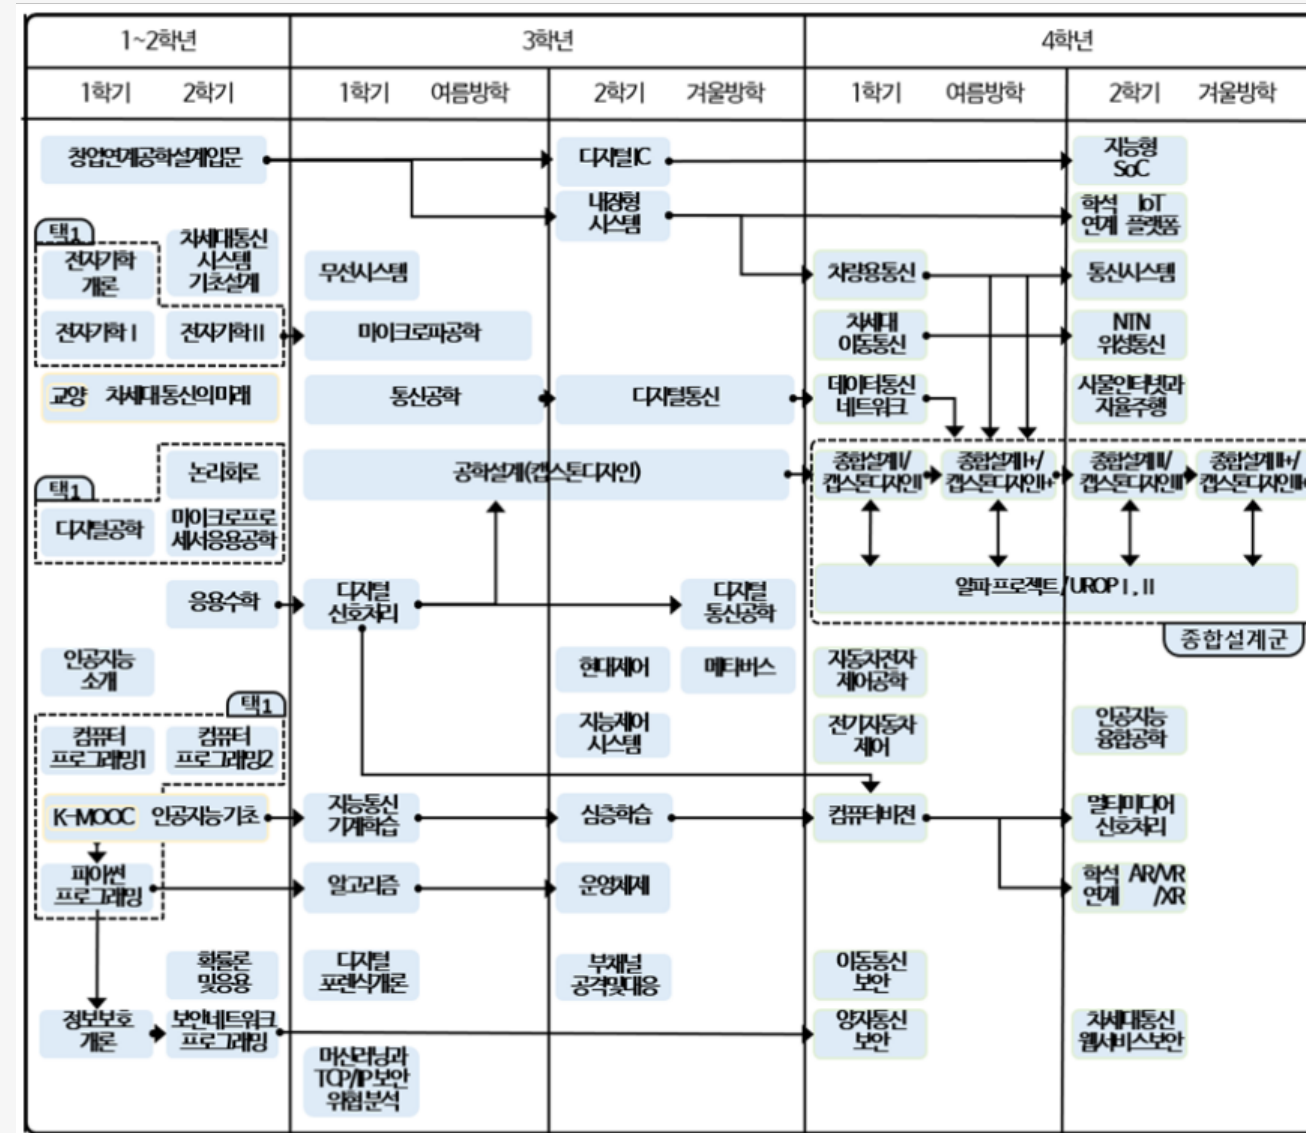 1~2학년 3학년 4학년
1학기 2학기 1학기 여름방학 2학기 겨울방학 1학기 여름방학 2학기 겨울방학
창업연계공학설계입문
디지털IC
지능형
SoC
내장형
시스템
학석 IoT
연계 플랫폼
택1
전자기학
개론
차세대통신
시스템
기초설계
무선시스템
차량용통신
통신시스템
전자기학 I
전자기학 II
마이크로파공학
차세대
이동통신
NTN
위성통신
교양 차세대통신의미래
통신공학
디지털통신
데이터통신
네트워크
사물인터넷과
자율주행
논리회로
공학설계(캡스톤디자인)
종합설계I/
캡스톤디자인I
종합설계I+/
캡스톤디자인I+
종합설계II/
캡스톤디자인II
종합설계II+/
캡스톤디자인II+
택1
디지털공학
마이크로프로
세서응용공학
응용수학
디지털
신호처리
디지털
통신공학
알파프로젝트/UROP I, II
종합설계군
인공지능
소개
현대제어
메타버스
자동차전자
제어공학
택1
컴퓨터
프로그래밍1
컴퓨터
프로그래밍2
지능제어
시스템
전기자동차
제어
인공지능
융합공학
K-MOOC 인공지능기초
지능통신
기계학습
심층학습
컴퓨터비전
멀티미디어
신호처리
파이썬
프로그래밍
알고리즘
운영체제
학석 AR/VR
연계 /XR
확률론
및응용
디지털
포렌식개론
부채널
공격및대응
이동통신
보안
정보보호
개론
보안네트워크
프로그래밍
양자통신
보안
차세대통신
웹서비스보안
머신러닝과
TCP/IP보안
위협분석